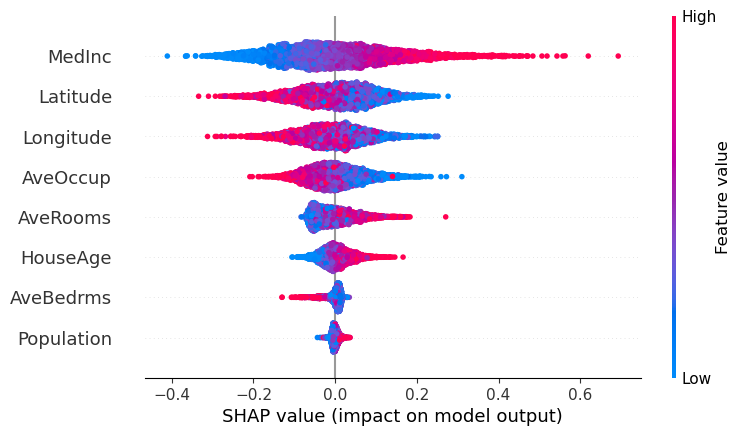 High
MedInc
Latitude
Longitude
AveOccup
AveRooms
HouseAge
AveBedrms
Population
Feature value
Low
−0.4 −0.2 0.0 0.2 0.4 0.6
SHAP value (impact on model output)